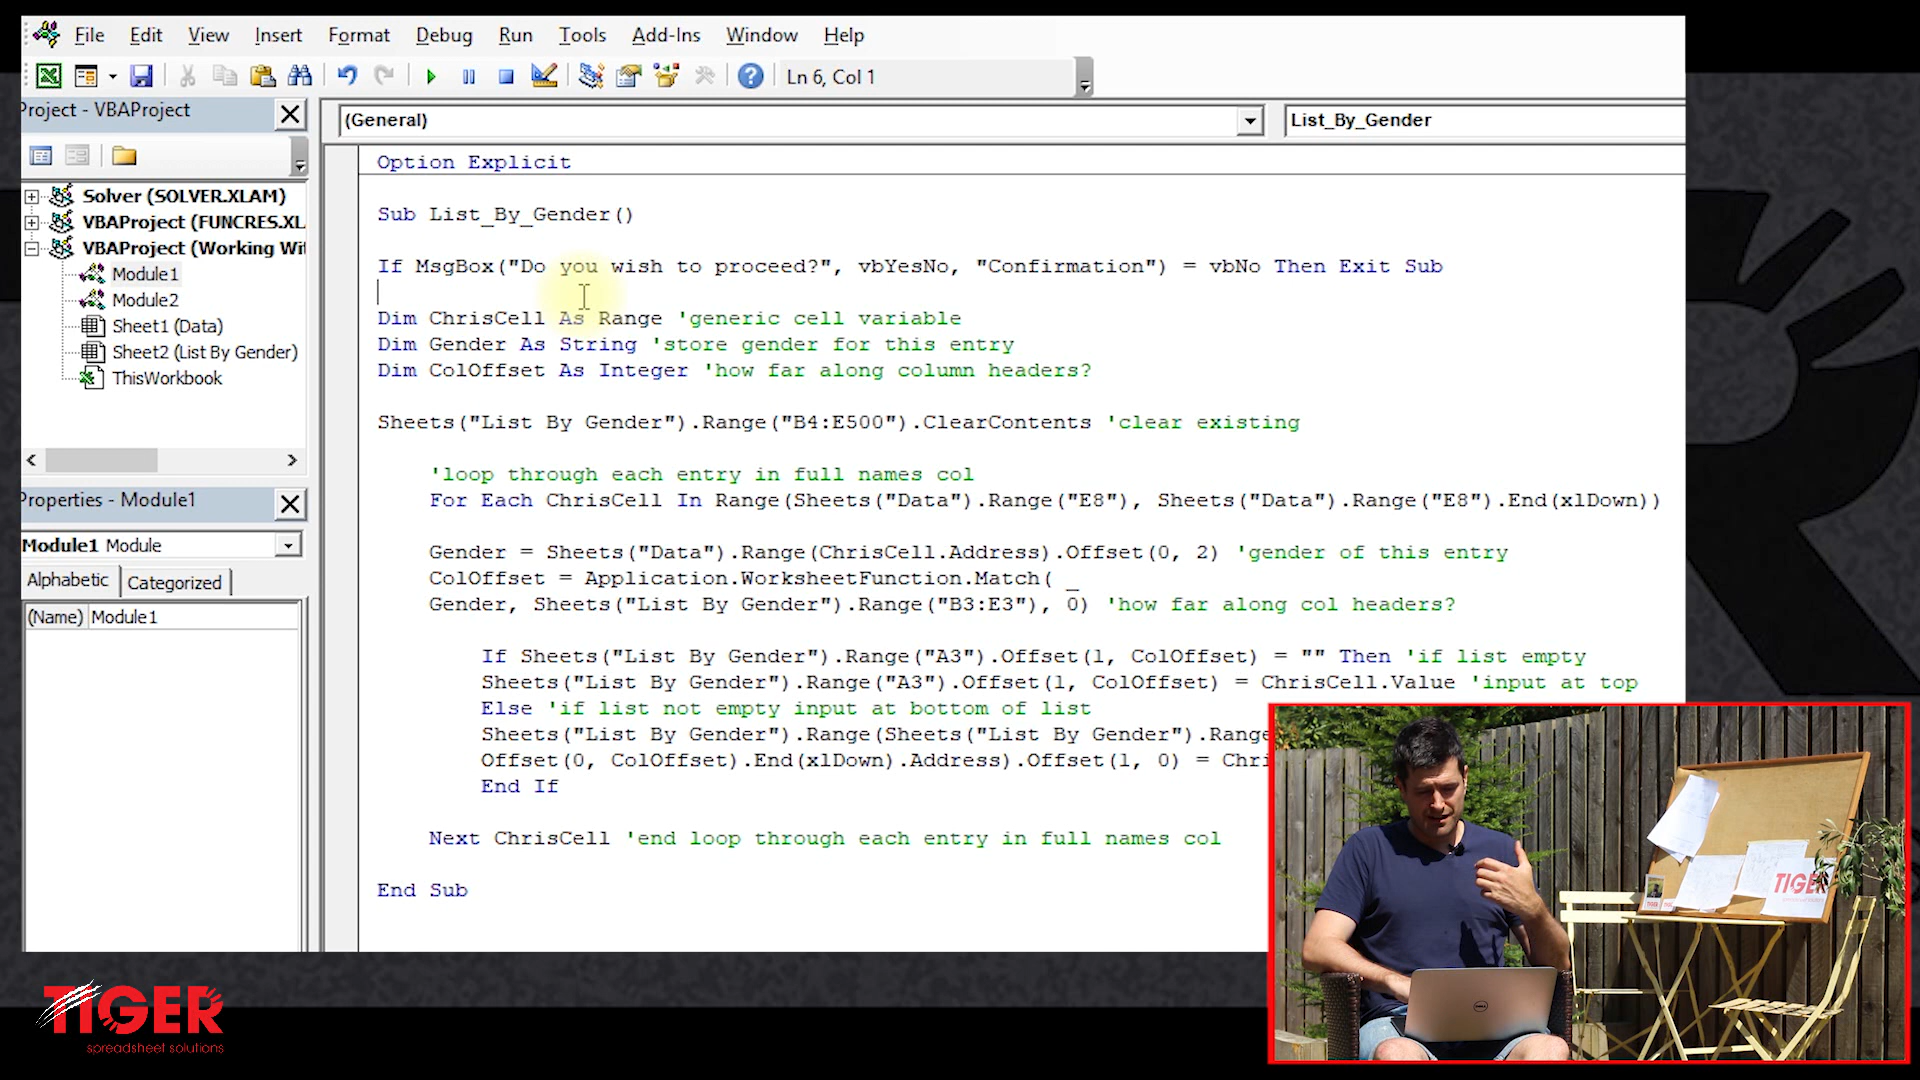 File Edit View Insert Format Debug Run Tools Add-Ins Window Help
Ln 6, Col 1
Project - VBAProject
(General)
List_By_Gender
Solver (SOLVER.XLAM)
VBAProject (FUNCRES.XL
VBAProject (Working Wi
Module1
Module2
Sheet1 (Data)
Sheet2 (List By Gender)
ThisWorkbook
Properties - Module1
Module1 Module
Alphabetic Categorized
(Name) Module1
Option Explicit
Sub List_By_Gender()
If MsgBox("Do you wish to proceed?", vbYesNo, "Confirmation") = vbNo Then Exit Sub
Dim ChrisCell As Range 'generic cell variable
Dim Gender As String 'store gender for this entry
Dim ColOffset As Integer 'how far along column headers?
Sheets("List By Gender").Range("B4:E500").ClearContents 'clear existing
'loop through each entry in full names col
For Each ChrisCell In Range(Sheets("Data").Range("E8"), Sheets("Data").Range("E8").End(xlDown))
Gender = Sheets("Data").Range(ChrisCell.Address).Offset(0, 2) 'gender of this entry
ColOffset = Application.WorksheetFunction.Match( _
Gender, Sheets("List By Gender").Range("B3:E3"), 0) 'how far along col headers?
If Sheets("List By Gender").Range("A3").Offset(1, ColOffset) = "" Then 'if list empty
Sheets("List By Gender").Range("A3").Offset(1, ColOffset) = ChrisCell.Value 'input at top
Else 'if list not empty input at bottom of list
Sheets("List By Gender").Range(Sheets("List By Gender").Rang
Offset(0, ColOffset).End(xlDown).Address).Offset(1, 0) = Chri
End If
Next ChrisCell 'end loop through each entry in full names col
End Sub
TIGER
TIGER
spreadsheet solutions